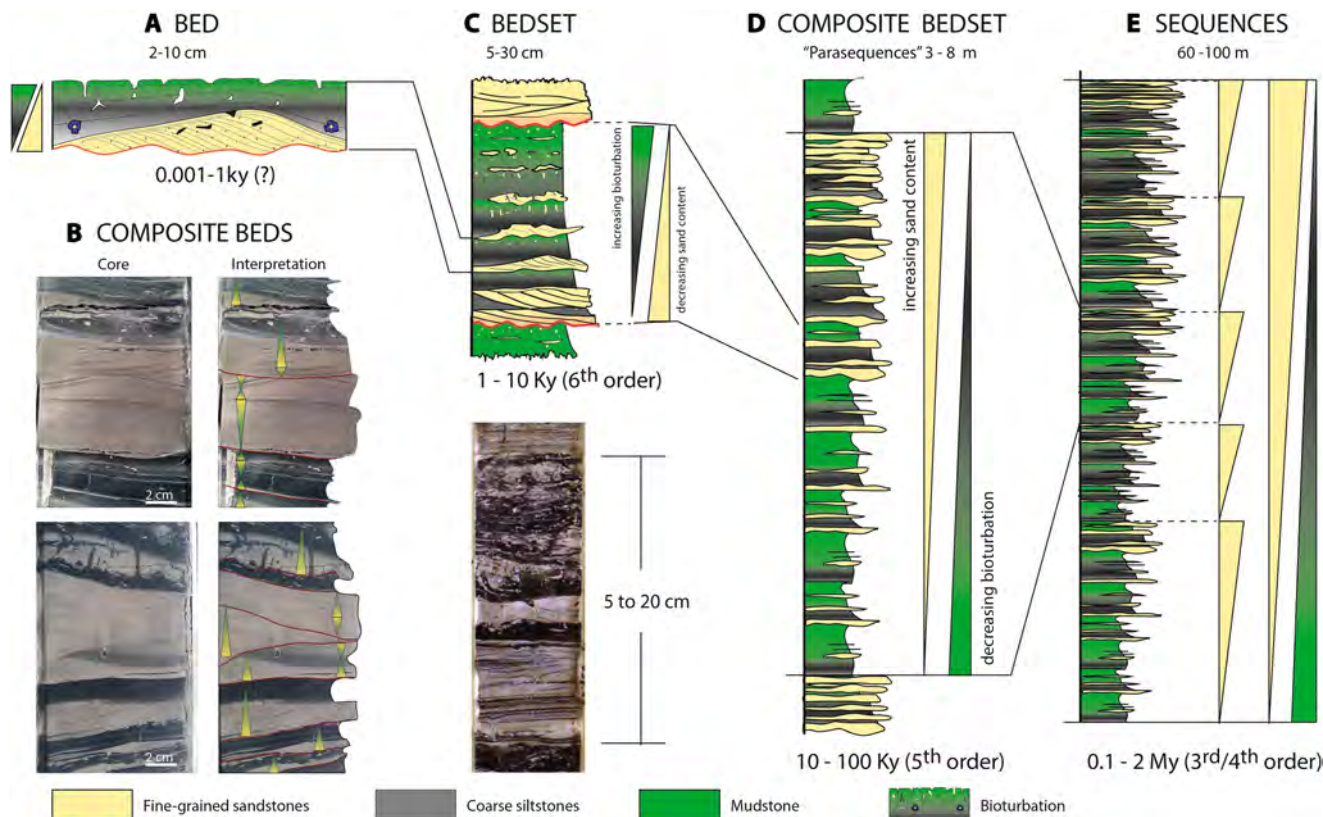 A BED
2-10 cm
0.001-1ky (?)
B COMPOSITE BEDS
Core
Interpretation
2 cm
2 cm
C BEDSET
5-30 cm
increasing bioturbation
decreasing sand content
1 - 10 Ky (6th order)
5 to 20 cm
D COMPOSITE BEDSET
"Parasequences" 3 - 8 m
increasing sand content
decreasing bioturbation
10 - 100 Ky (5th order)
E SEQUENCES
60-100 m
0.1 - 2 My (3rd/4th order)
Fine-grained sandstones
Coarse siltstones
Mudstone
Bioturbation